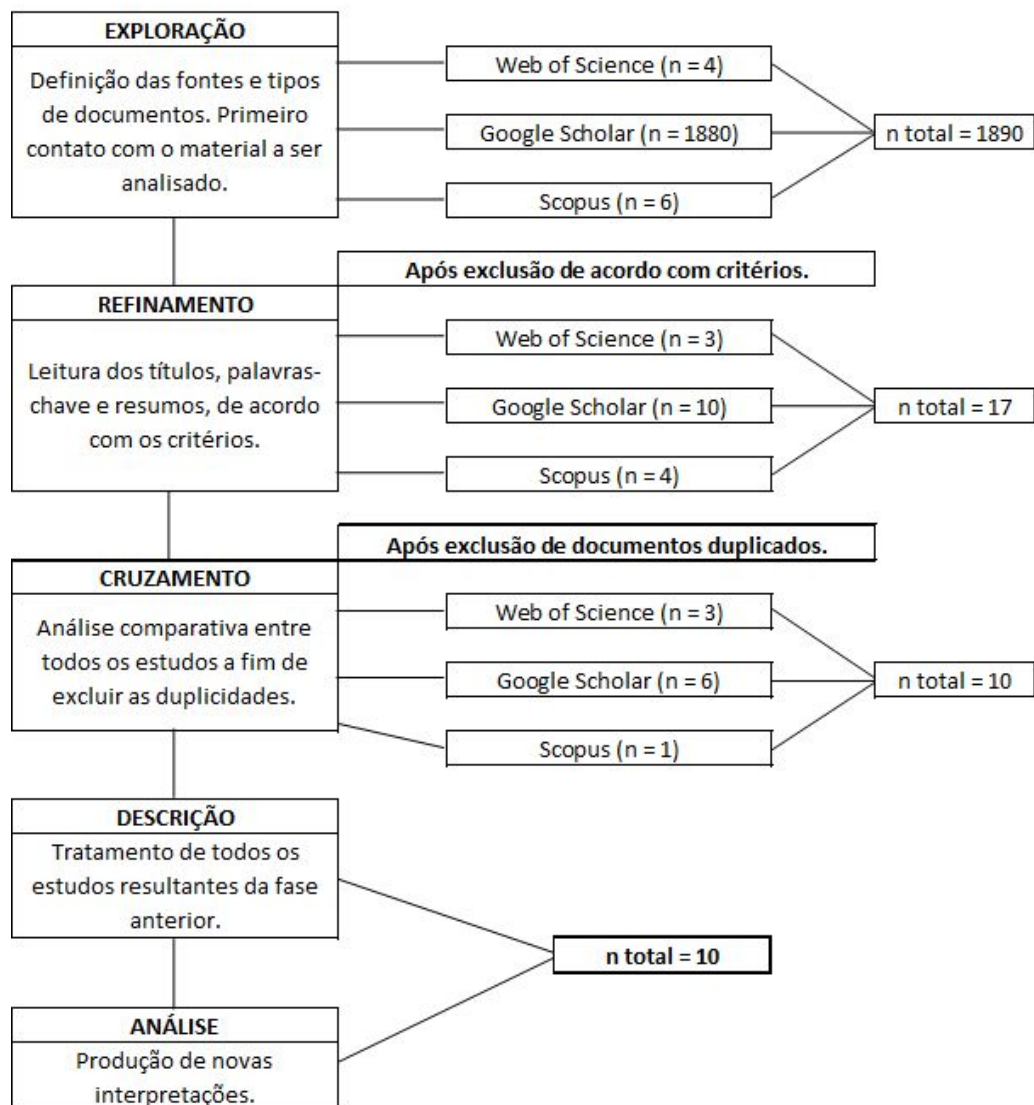 EXPLORAÇÃO
Definição das fontes e tipos
de documentos. Primeiro
contato com o material a ser
analisado.
Web of Science (n = 4)
Google Scholar (n = 1880)
Scopus (n = 6)
n total = 1890
Após exclusão de acordo com critérios.
REFINAMENTO
Leitura dos títulos, palavras-
chave e resumos, de acordo
com os critérios.
Web of Science (n = 3)
Google Scholar (n = 10)
Scopus (n = 4)
n total = 17
Após exclusão de documentos duplicados.
CRUZAMENTO
Análise comparativa entre
todos os estudos a fim de
excluir as duplicidades.
Web of Science (n = 3)
Google Scholar (n = 6)
Scopus (n = 1)
n total = 10
DESCRIÇÃO
Tratamento de todos os
estudos resultantes da fase
anterior.
n total = 10
ANÁLISE
Produção de novas
interpretações.